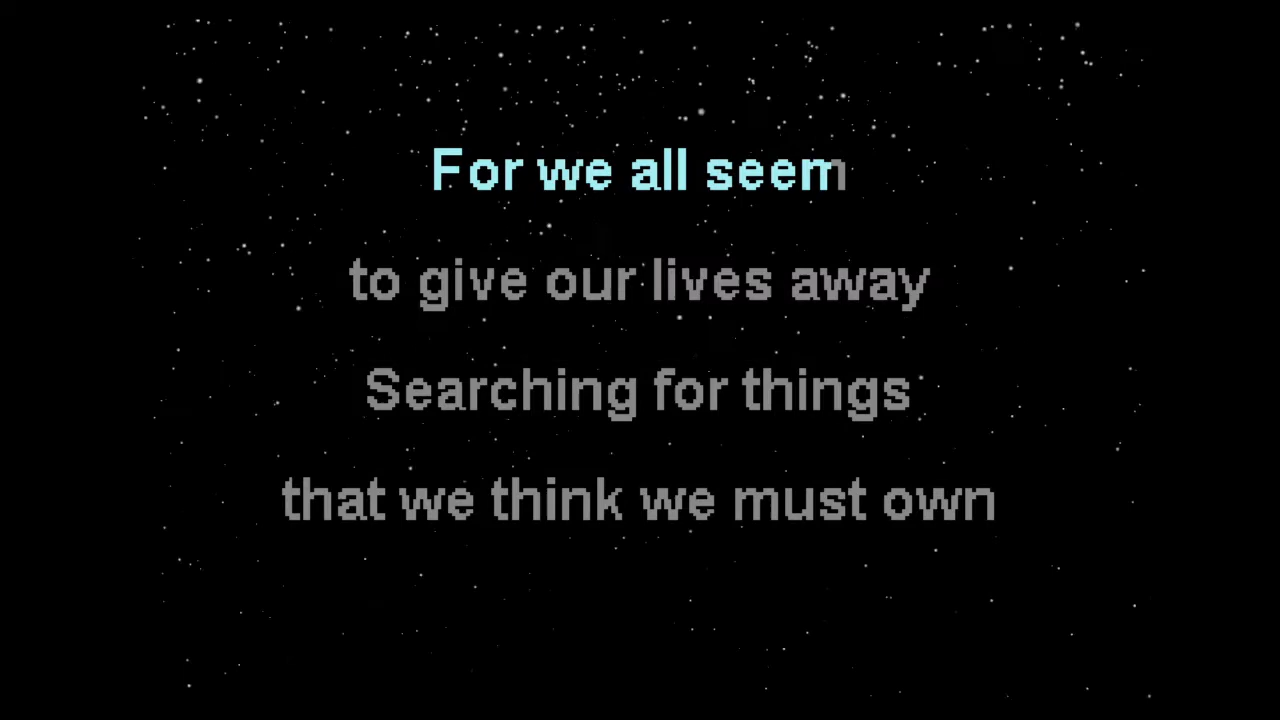 For we all seem
to give our lives away
Searching for things
that we think we must own